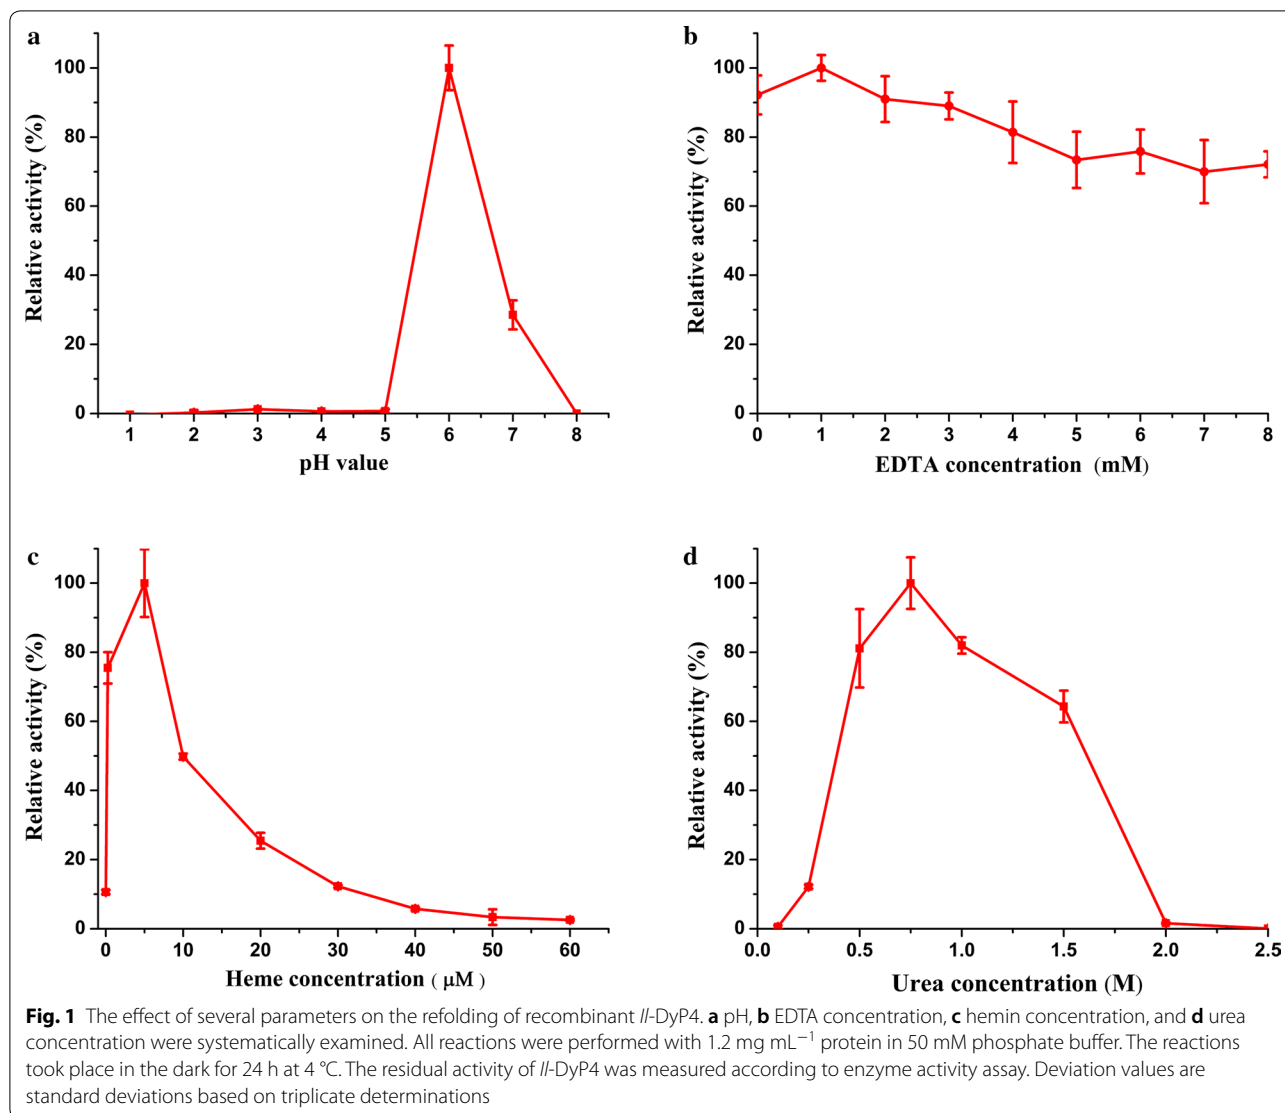 a
Relative activity (%)
100
80
60
40
20
0
1 2 3 4 5 6 7 8
pH value
b
Relative activity (%)
100
80
60
40
20
0
0 1 2 3 4 5 6 7 8
EDTA concentration (mM)
c
Relative activity (%)
100
80
60
40
20
0
0 10 20 30 40 50 60
Heme concentration ( μM )
d
Relative activity (%)
100
80
60
40
20
0
0.0 0.5 1.0 1.5 2.0 2.5
Urea concentration (M)
Fig. 1 The effect of several parameters on the refolding of recombinant Il-DyP4. a pH, b EDTA concentration, c hemin concentration, and d urea
concentration were systematically examined. All reactions were performed with 1.2 mg mL⁻¹ protein in 50 mM phosphate buffer. The reactions
took place in the dark for 24 h at 4 °C. The residual activity of Il-DyP4 was measured according to enzyme activity assay. Deviation values are
standard deviations based on triplicate determinations